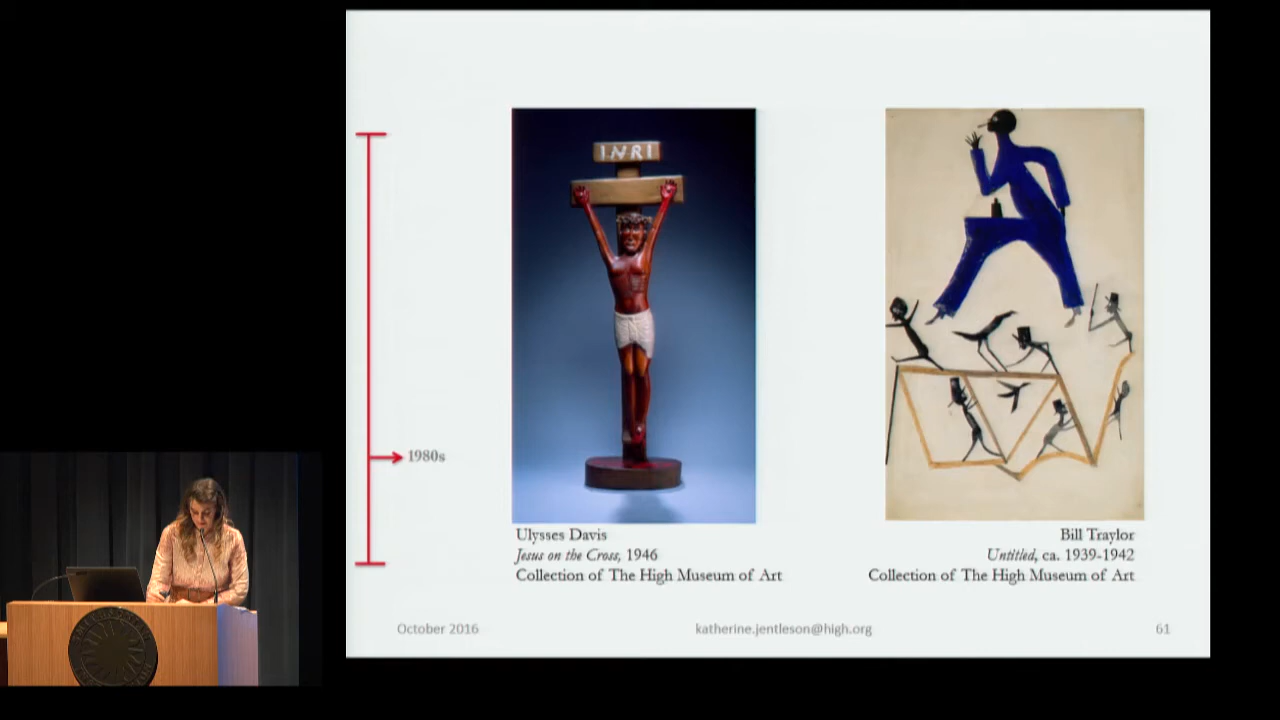 INRI
1980s
Ulysses Davis
Jesus on the Cross, 1946
Collection of The High Museum of Art
Bill Traylor
Untitled, ca. 1939-1942
Collection of The High Museum of Art
October 2016
katherine.jentleson@high.org
61